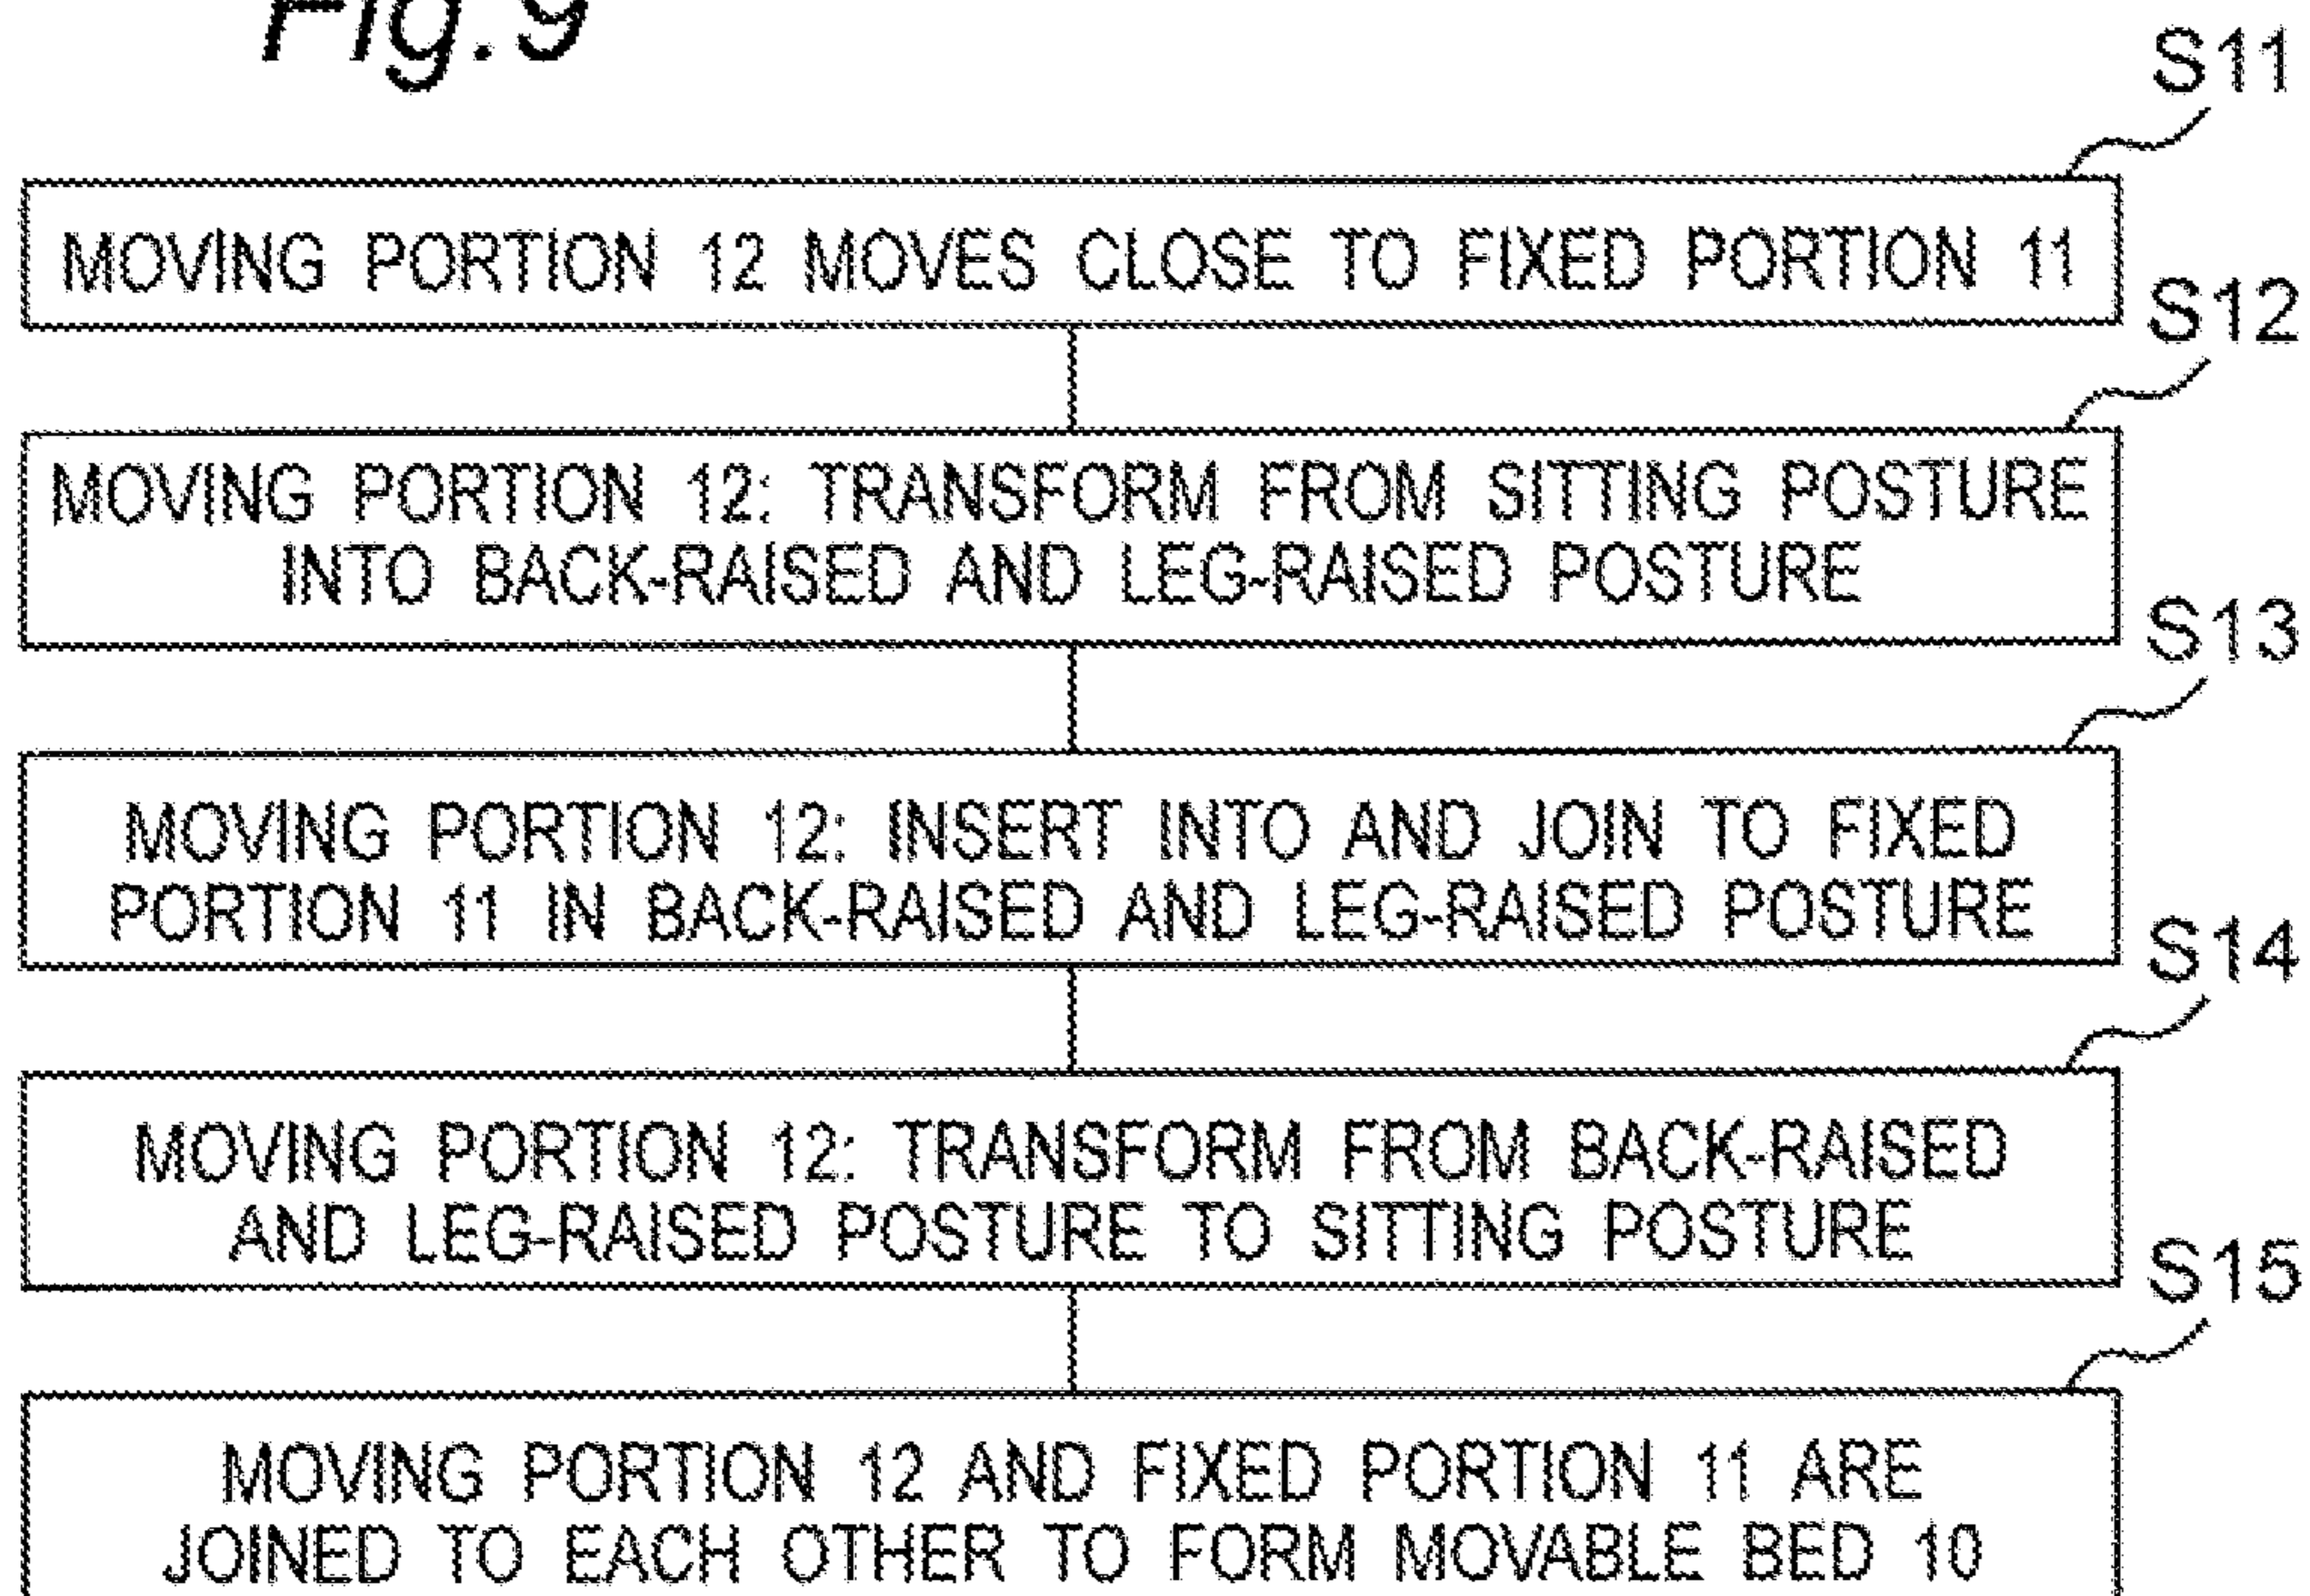 Fig.9
S11
MOVING PORTION 12 MOVES CLOSE TO FIXED PORTION 11
S12
MOVING PORTION 12: TRANSFORM FROM SITTING POSTURE
INTO BACK-RAISED AND LEG-RAISED POSTURE
S13
MOVING PORTION 12: INSERT INTO AND JOIN TO FIXED
PORTION 11 IN BACK-RAISED AND LEG-RAISED POSTURE
S14
MOVING PORTION 12: TRANSFORM FROM BACK-RAISED
AND LEG-RAISED POSTURE TO SITTING POSTURE
S15
MOVING PORTION 12 AND FIXED PORTION 11 ARE
JOINED TO EACH OTHER TO FORM MOVABLE BED 10